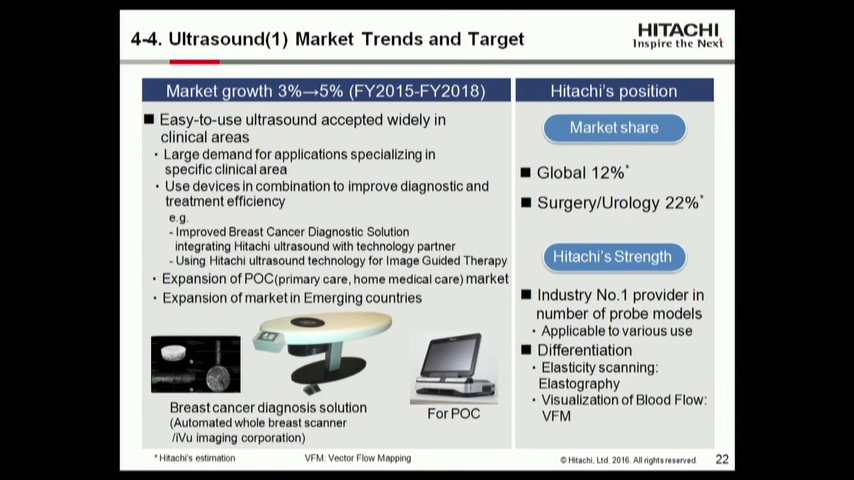 4-4. Ultrasound(1) Market Trends and Target
HITACHI
Inspire the Next
Market growth 3%→5% (FY2015-FY2018)
■ Easy-to-use ultrasound accepted widely in
clinical areas
・Large demand for applications specializing in
specific clinical area
・Use devices in combination to improve diagnostic and
treatment efficiency
e.g.
- Improved Breast Cancer Diagnostic Solution
integrating Hitachi ultrasound with technology partner
- Using Hitachi ultrasound technology for Image Guided Therapy
・Expansion of POC(primary care, home medical care) market
・Expansion of market in Emerging countries
Breast cancer diagnosis solution
(Automated whole breast scanner
/iVu imaging corporation)
For POC
Hitachi's position
Market share
■ Global 12%*
■ Surgery/Urology 22%*
Hitachi's Strength
■ Industry No.1 provider in
number of probe models
・Applicable to various use
■ Differentiation
・Elasticity scanning:
Elastography
・Visualization of Blood Flow:
VFM
* Hitachi's estimation
VFM: Vector Flow Mapping
© Hitachi, Ltd. 2016. All rights reserved.
22